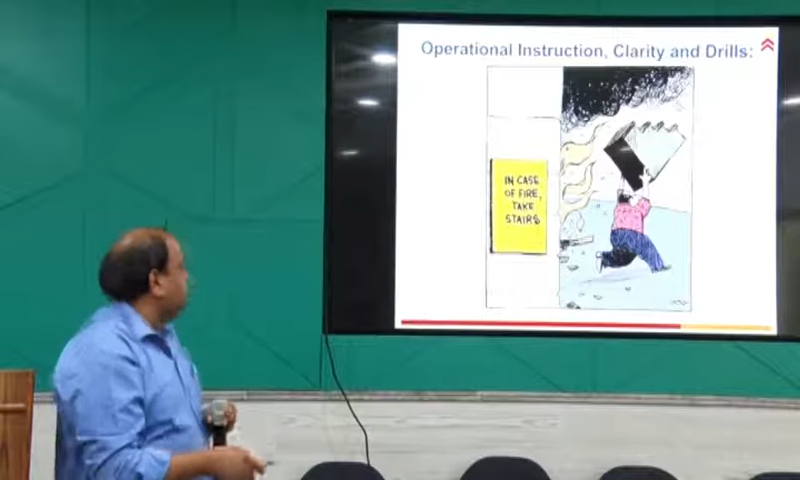 Operational Instruction, Clarity and Drills:
IN CASE
OF FIRE,
TAKE
STAIRS